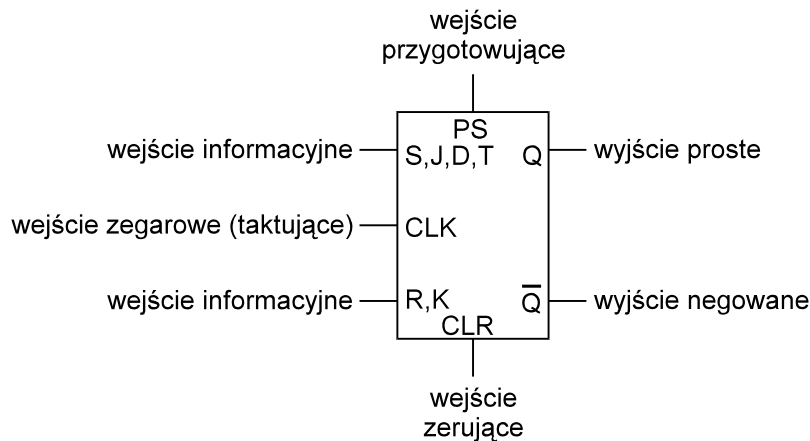 wejście
przygotowujące
PS
wejście informacyjne S,J,D,T Q wyjście proste
wejście zegarowe (taktujące) CLK
wejście informacyjne R,K Q̅ wyjście negowane
CLR
wejście
zerujące